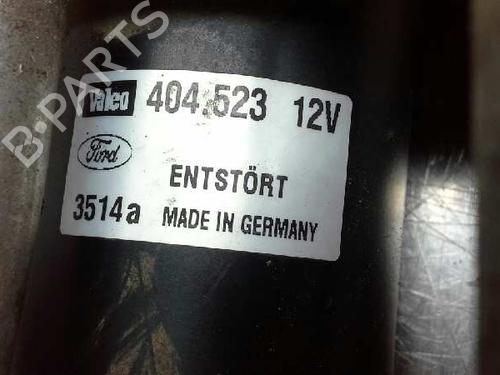 Valeo 404.523 12V
Ford
ENTSTÖRT
3514a MADE IN GERMANY
B-PARTS